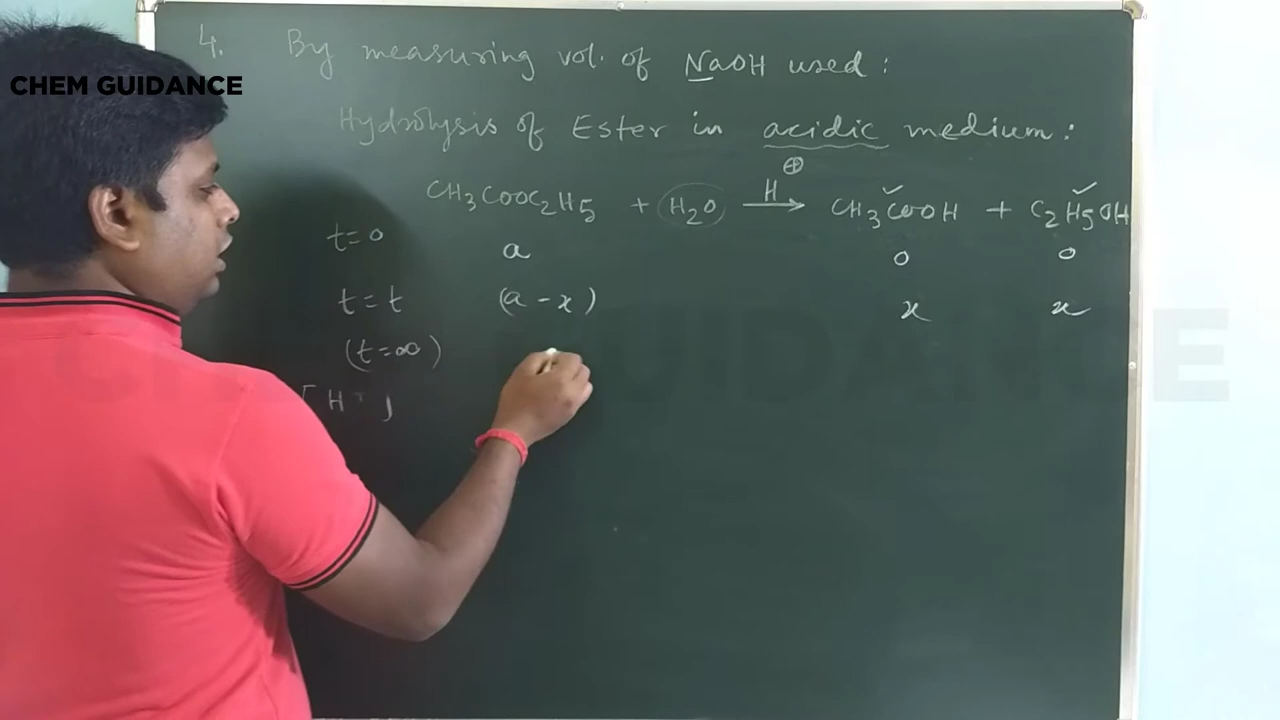 4. By measuring vol. of NaOH used :
CHEM GUIDANCE
Hydrolysis of Ester in acidic medium :
CH3COOC2H5 + H2O —H⊕→ CH3COOH + C2H5OH
t=0 a 0 0
t=t (a-x) x x
(t=∞)
[H+]